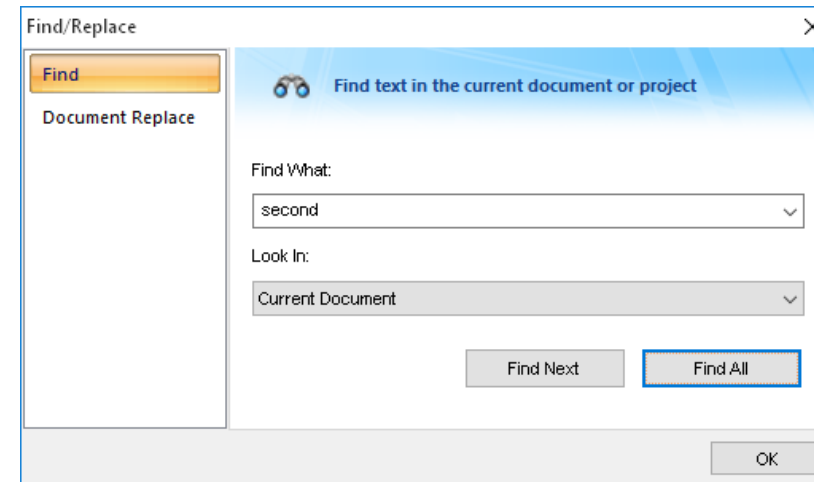 Find/Replace
Find
Document Replace
Find text in the current document or project
Find What:
second
Look In:
Current Document
Find Next
Find All
OK